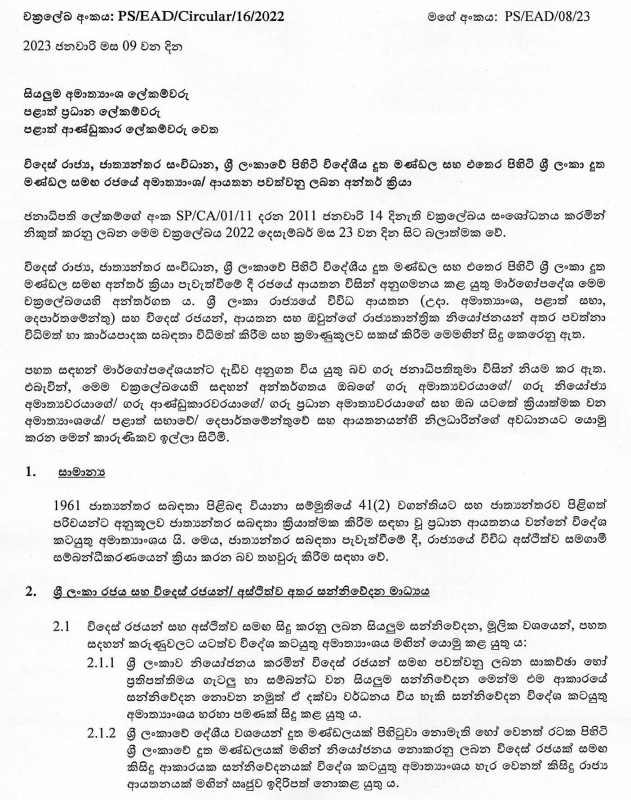 චක්‍රලේඛ අංකය: PS/EAD/Circular/16/2022
මගේ අංකය: PS/EAD/08/23
2023 ජනවාරි මස 09 වන දින
සියලුම අමාත්‍යාංශ ලේකම්වරු
පළාත් ප්‍රධාන ලේකම්වරු
පළාත් ආණ්ඩුකාර ලේකම්වරු වෙත
විදෙස් රාජ්‍ය, ජාත්‍යන්තර සංවිධාන, ශ්‍රී ලංකාවේ පිහිටි විදේශීය දූත මණ්ඩල සහ එතෙර පිහිටි ශ්‍රී ලංකා දූත
මණ්ඩල සමඟ රජයේ අමාත්‍යාංශ/ ආයතන පවත්වනු ලබන අන්තර් ක්‍රියා
ජනාධිපති ලේකම්ගේ අංක SP/CA/01/11 දරන 2011 ජනවාරි 14 දිනැති චක්‍රලේඛය සංශෝධනය කරමින්
නිකුත් කරනු ලබන මෙම චක්‍රලේඛය 2022 දෙසැම්බර් මස 23 වන දින සිට බලාත්මක වේ.
විදෙස් රාජ්‍ය, ජාත්‍යන්තර සංවිධාන, ශ්‍රී ලංකාවේ පිහිටි විදේශීය දූත මණ්ඩල සහ එතෙර පිහිටි ශ්‍රී ලංකා දූත
මණ්ඩල සමඟ අන්තර් ක්‍රියා පැවැත්වීමේ දී රජයේ ආයතන විසින් අනුගමනය කළ යුතු මාර්ගෝපදේශ මෙම
චක්‍රලේඛයෙහි අන්තර්ගත ය. ශ්‍රී ලංකා රාජ්‍යයේ විවිධ ආයතන (උදා. අමාත්‍යාංශ, පළාත් සභා,
දෙපාර්තමේන්තු) සහ විදෙස් රජයන්, ආයතන සහ ඔවුන්ගේ රාජ්‍යතාන්ත්‍රික නියෝජනයන් අතර පවත්නා
විධිමත් හා කාර්යපාදක සබඳතා විධිමත් කිරීම සහ ක්‍රමාණුකූලව සකස් කිරීම මෙමඟින් සිදු කෙරෙනු ඇත.
පහත සඳහන් මාර්ගෝපදේශයන්ට දැඩිව අනුගත විය යුතු බව ගරු ජනාධිපතිතුමා විසින් නියම කර ඇත.
එබැවින්, මෙම චක්‍රලේඛයෙහි සඳහන් අන්තර්ගතය ඔබගේ ගරු අමාත්‍යවරයාගේ/ ගරු නියෝජ්‍ය
අමාත්‍යවරයාගේ/ ගරු ආණ්ඩුකාරවරයාගේ/ ගරු ප්‍රධාන අමාත්‍යවරයාගේ සහ ඔබ යටතේ ක්‍රියාත්මක වන
අමාත්‍යාංශයේ/ පළාත් සභාවේ/ දෙපාර්තමේන්තුවේ සහ ආයතනයන්හි නිලධාරින්ගේ අවධානයට යොමු
කරන මෙන් කාරුණිකව ඉල්ලා සිටිමි.
1. සාමාන්‍ය
1961 ජාත්‍යන්තර සබඳතා පිළිබඳ වියානා සම්මුතියේ 41(2) වගන්තියට සහ ජාත්‍යන්තරව පිළිගත්
පරිචයන්ට අනුකූලව ජාත්‍යන්තර සබඳතා ක්‍රියාත්මක කිරීම සඳහා වූ ප්‍රධාන ආයතනය වන්නේ විදේශ
කටයුතු අමාත්‍යාංශය යි. මෙය, ජාත්‍යන්තර සබඳතා පැවැත්වීමේ දී, රාජ්‍යයේ විවිධ අස්ථිත්ව සමගාමී
සම්බන්ධීකරණයෙන් ක්‍රියා කරන බව තහවුරු කිරීම සඳහා වේ.
2. ශ්‍රී ලංකා රජය සහ විදෙස් රජයන්/ අස්ථිත්ව අතර සන්නිවේදන මාධ්‍යය
2.1 විදෙස් රජයන් සහ අස්ථිත්ව සමඟ සිදු කරනු ලබන සියලුම සන්නිවේදන, මූලික වශයෙන්, පහත
සඳහන් කරුණුවලට යටත්ව විදේශ කටයුතු අමාත්‍යාංශය මඟින් යොමු කළ යුතු ය:
2.1.1 ශ්‍රී ලංකාව නියෝජනය කරමින් විදෙස් රජයන් සමඟ පවත්වනු ලබන සාකච්ඡා හෝ
ප්‍රතිපත්තිමය ගැටලු හා සම්බන්ධ වන සියලුම සන්නිවේදන මෙන්ම එම ආකාරයේ
සන්නිවේදන නොවන නමුත් ඒ දක්වා වර්ධනය විය හැකි සන්නිවේදන විදේශ කටයුතු
අමාත්‍යාංශය හරහා පමණක් සිදු කළ යුතු ය.
2.1.2 ශ්‍රී ලංකාවේ දේශීය වශයෙන් දූත මණ්ඩලයක් පිහිටුවා නොමැති හෝ වෙනත් රටක පිහිටි
ශ්‍රී ලංකාවේ දූත මණ්ඩලයක් මඟින් නියෝජනය නොකරනු ලබන විදෙස් රජයක් සමඟ
කිසිදු ආකාරයක සන්නිවේදනයක් විදේශ කටයුතු අමාත්‍යාංශය හැර වෙනත් කිසිදු රාජ්‍ය
ආයතනයක් මඟින් සෘජුව ඉදිරිපත් නොකළ යුතු ය.